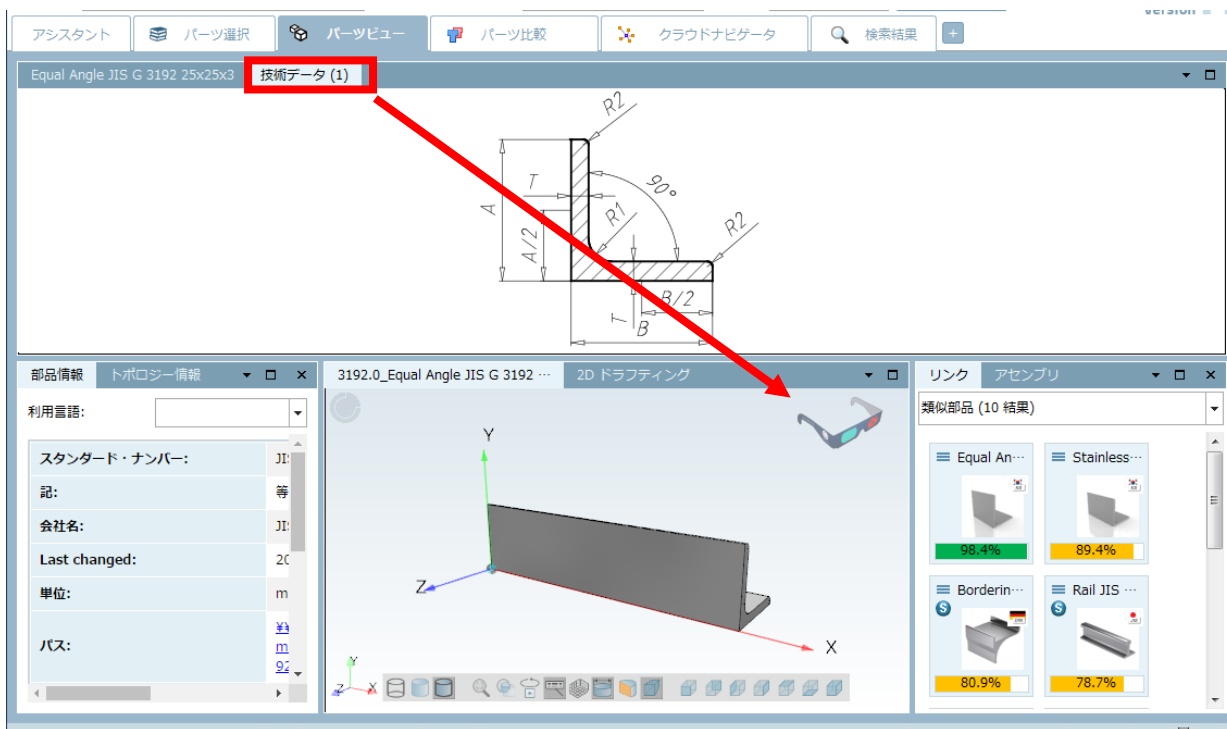 アシスタント
パーツ選択
パーツビュー
パーツ比較
クラウドナビゲータ
検索結果
Equal Angle JIS G 3192 25x25x3
技術データ (1)
R2
T
90°
A
R1
R2
A/2
B/2
T
B
部品情報
トポロジー情報
利用言語:
スタンダード・ナンバー:
記:
等
会社名:
Last changed:
20
単位:
m
パス:
m
92
3192.0_Equal Angle JIS G 3192 ...
2D ドラフティング
Y
Z
X
Y
Z
X
リンク
アセンブリ
類似部品 (10 結果)
Equal An...
Stainless...
98.4%
89.4%
Borderin...
Rail JIS ...
S
S
80.9%
78.7%